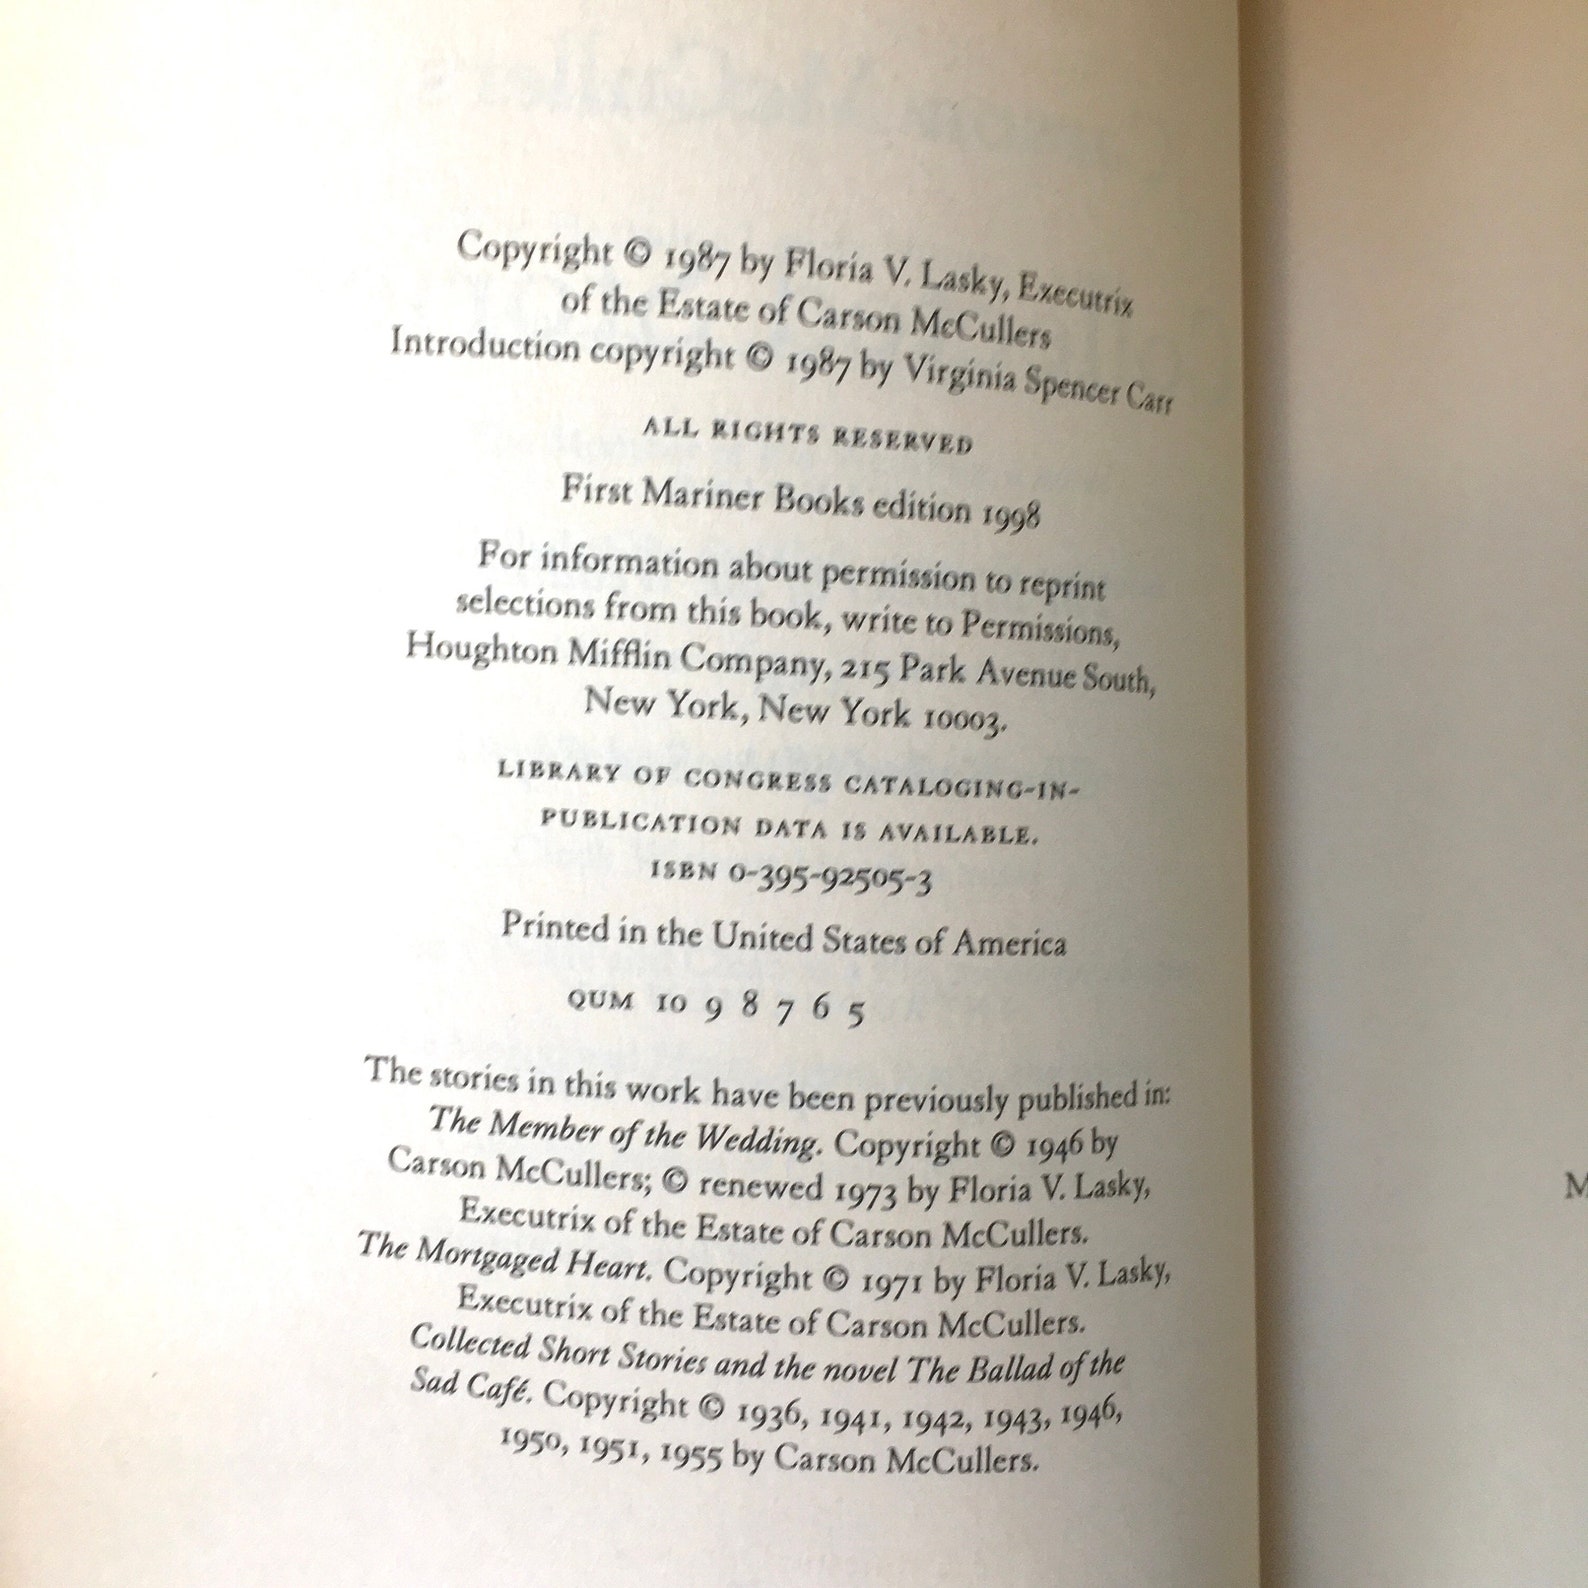 Copyright © 1987 by Floria V. Lasky, Executrix
of the Estate of Carson McCullers
Introduction copyright © 1987 by Virginia Spencer Carr
ALL RIGHTS RESERVED
First Mariner Books edition 1998
For information about permission to reprint
selections from this book, write to Permissions,
Houghton Mifflin Company, 215 Park Avenue South,
New York, New York 10003.
LIBRARY OF CONGRESS CATALOGING-IN-
PUBLICATION DATA IS AVAILABLE.
ISBN 0-395-92505-3
Printed in the United States of America
QUM 10 9 8 7 6 5
The stories in this work have been previously published in:
The Member of the Wedding. Copyright © 1946 by
Carson McCullers; © renewed 1973 by Floria V. Lasky,
Executrix of the Estate of Carson McCullers.
The Mortgaged Heart. Copyright © 1971 by Floria V. Lasky,
Executrix of the Estate of Carson McCullers.
Collected Short Stories and the novel The Ballad of the
Sad Café. Copyright © 1936, 1941, 1942, 1943, 1946,
1950, 1951, 1955 by Carson McCullers.